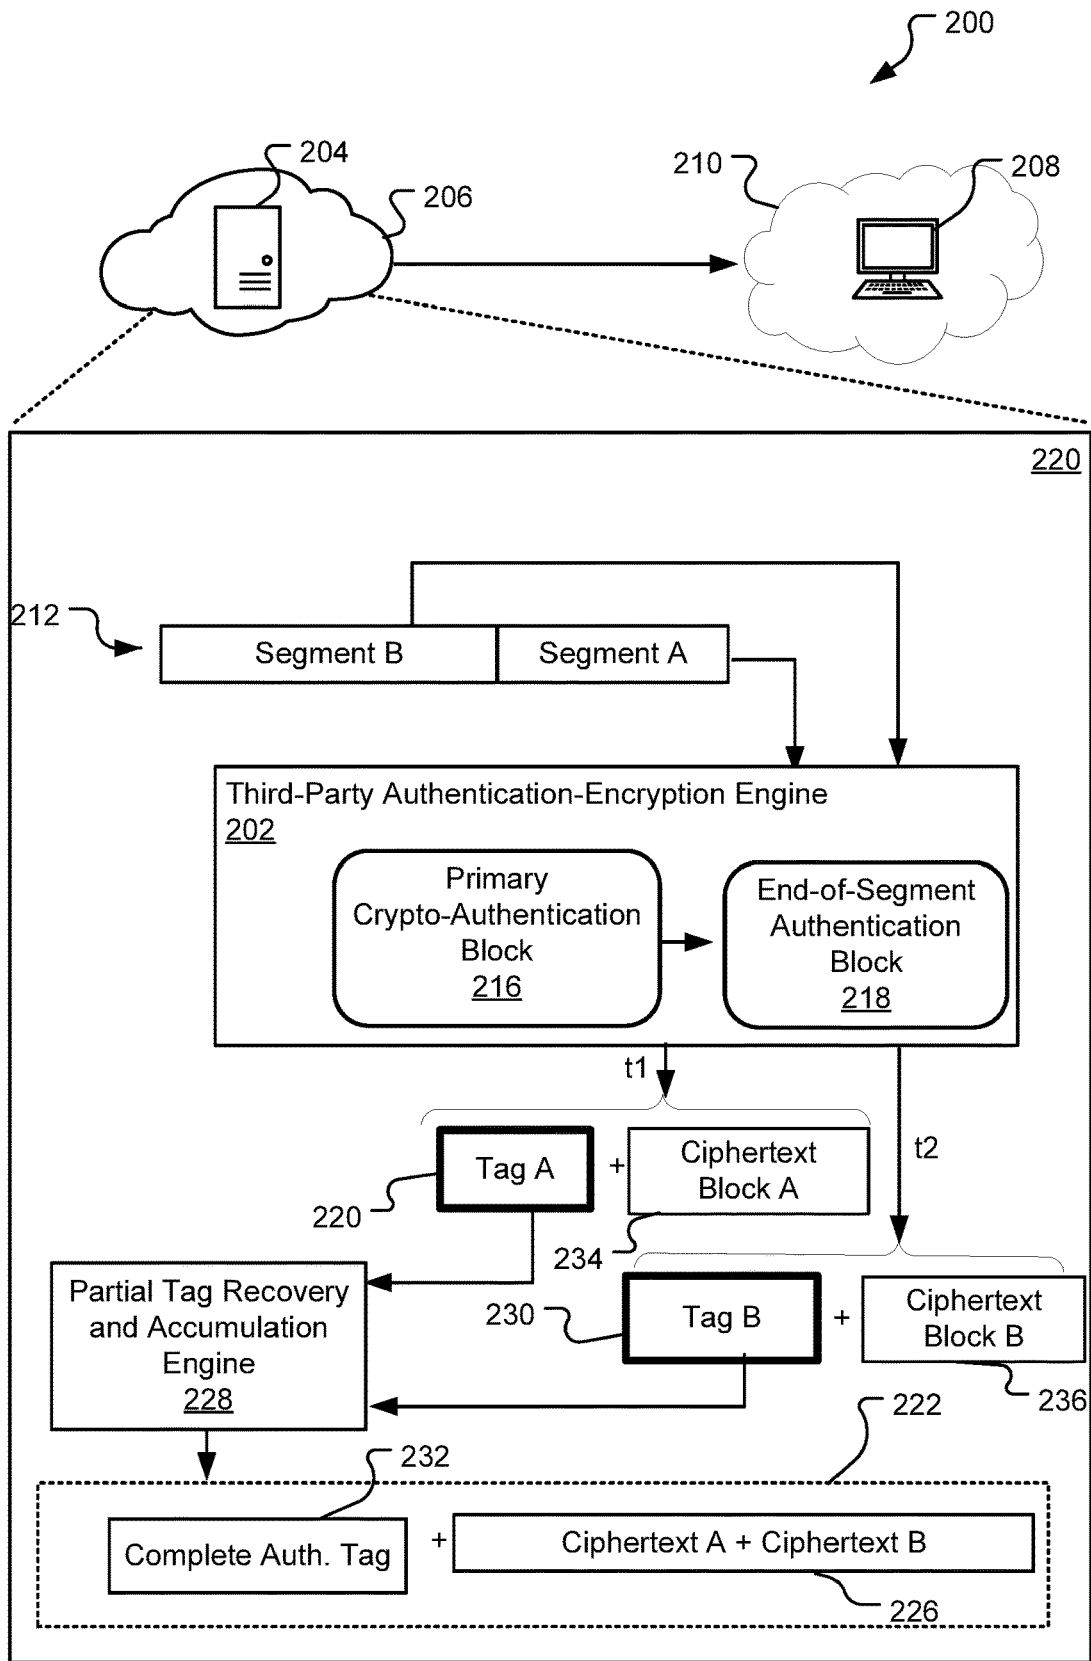 200
204
206
210
208
220
212
Segment B
Segment A
Third-Party Authentication-Encryption Engine
202
Primary
Crypto-Authentication
Block
216
End-of-Segment
Authentication
Block
218
t1
t2
Tag A
+
Ciphertext
Block A
220
234
Partial Tag Recovery
and Accumulation
Engine
228
230
Tag B
+
Ciphertext
Block B
236
222
232
Complete Auth. Tag
+
Ciphertext A + Ciphertext B
226